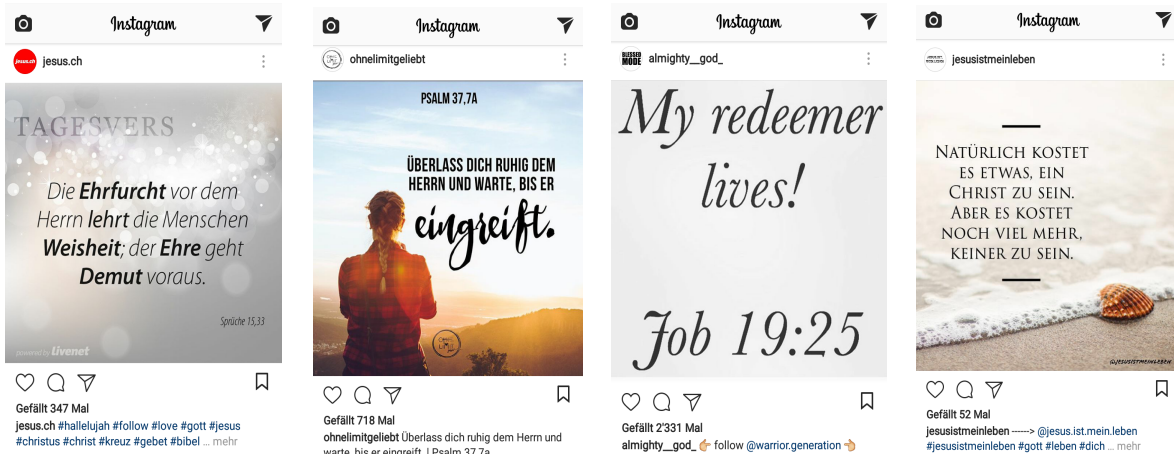 Instagram
jesus.ch
jesus.ch
TAGESVERS
Die Ehrfurcht vor dem
Herrn lehrt die Menschen
Weisheit; der Ehre geht
Demut voraus.
Sprüche 15,33
powered by Livenet
Gefällt 347 Mal
jesus.ch #hallelujah #follow #love #gott #jesus
#christus #christ #kreuz #gebet #bibel ... mehr
Instagram
ohnelimitgeliebt
PSALM 37,7A
ÜBERLASS DICH RUHIG DEM
HERRN UND WARTE, BIS ER
eingreift.
Gefällt 718 Mal
ohnelimitgeliebt Überlass dich ruhig dem Herrn und
warte, bis er eingreift. | Psalm 37,7a
Instagram
BLESSED
MODE
almighty__god_
My redeemer
lives!
Job 19:25
Gefällt 2'331 Mal
almighty__god_ 👉🏼 follow @warrior.generation 👈🏼
Instagram
jesusistmeinleben
NATÜRLICH KOSTET
ES ETWAS, EIN
CHRIST ZU SEIN.
ABER ES KOSTET
NOCH VIEL MEHR,
KEINER ZU SEIN.
@JESUSISTMEINLEBEN
Gefällt 52 Mal
jesusistmeinleben -----> @jesus.ist.mein.leben
#jesusistmeinleben #gott #leben #dich ... mehr